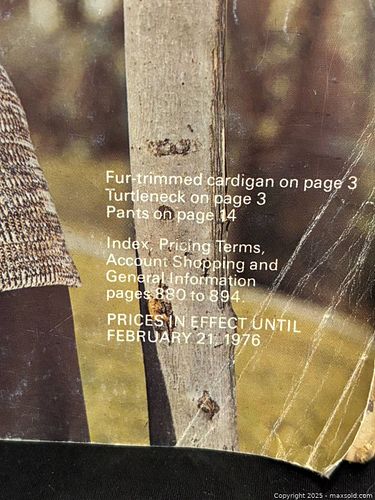 Fur-trimmed cardigan on page 3
Turtleneck on page 3
Pants on page 14
Index, Pricing Terms,
Account Shopping and
General Information
pages 880 to 894.
PRICES IN EFFECT UNTIL
FEBRUARY 21, 1976
Copyright 2025 - maxsold.com